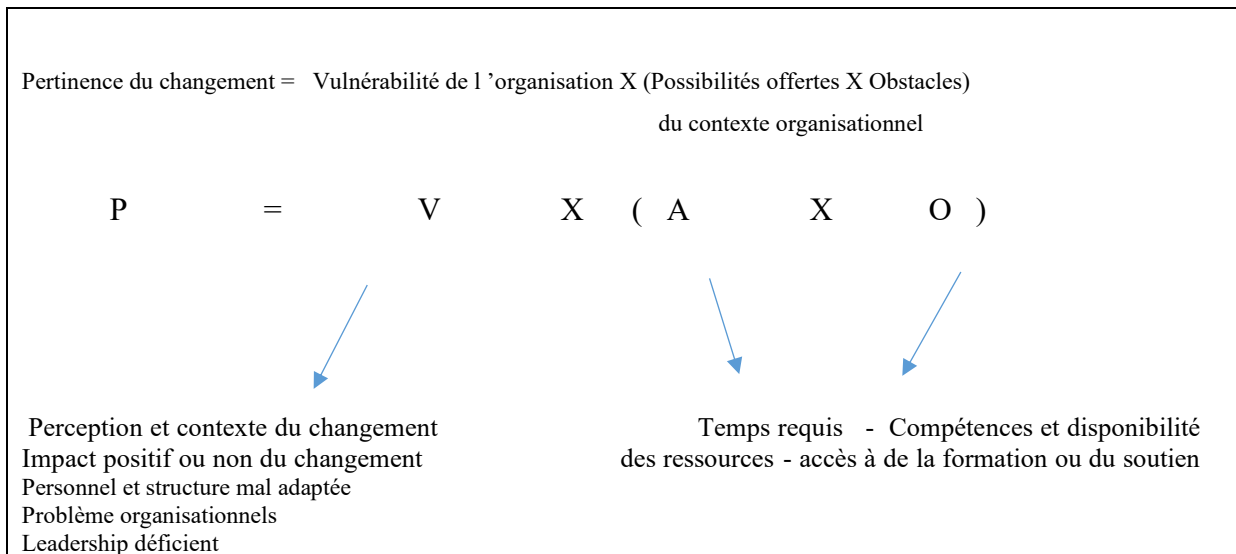 Pertinence du changement = Vulnérabilité de l ’organisation X (Possibilités offertes X Obstacles)
du contexte organisationnel
P = V X ( A X O )
Perception et contexte du changement
Impact positif ou non du changement
Personnel et structure mal adaptée
Problème organisationnels
Leadership déficient
Temps requis - Compétences et disponibilité
des ressources - accès à de la formation ou du soutien